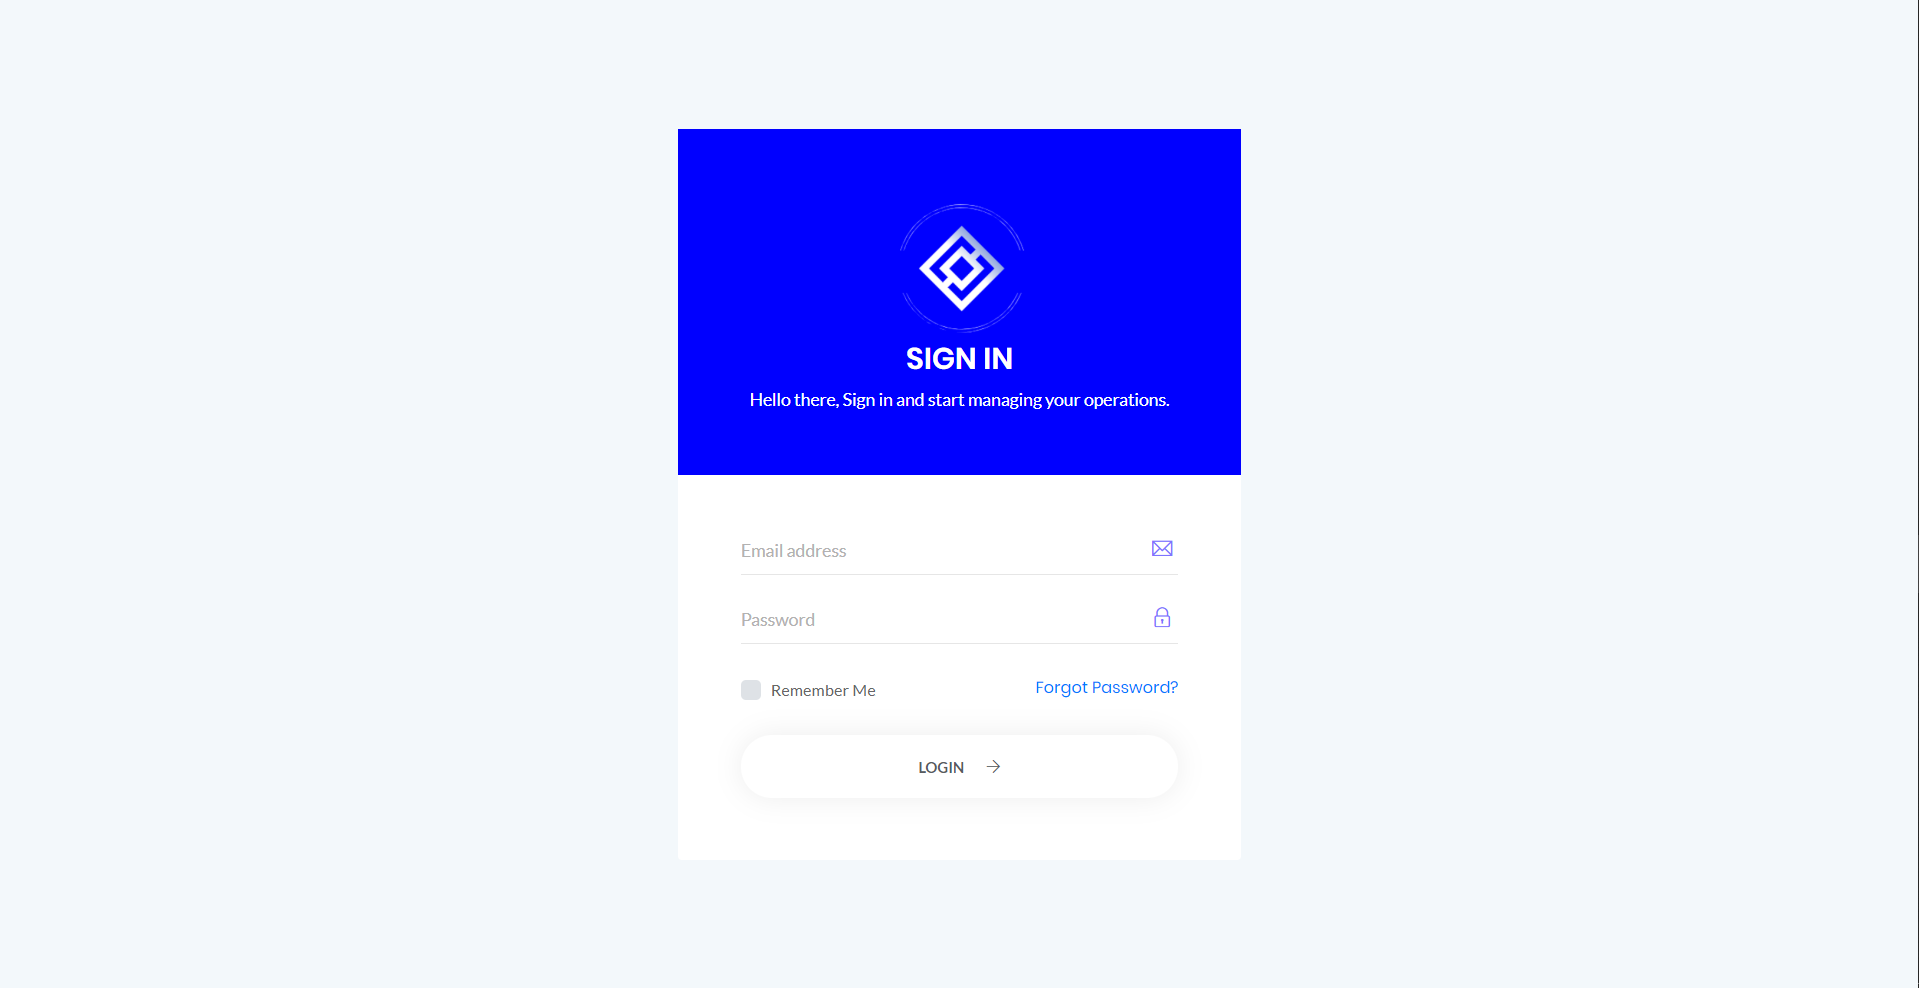 SIGN IN
Hello there, Sign in and start managing your operations.
Email address
Password
Remember Me
Forgot Password?
LOGIN